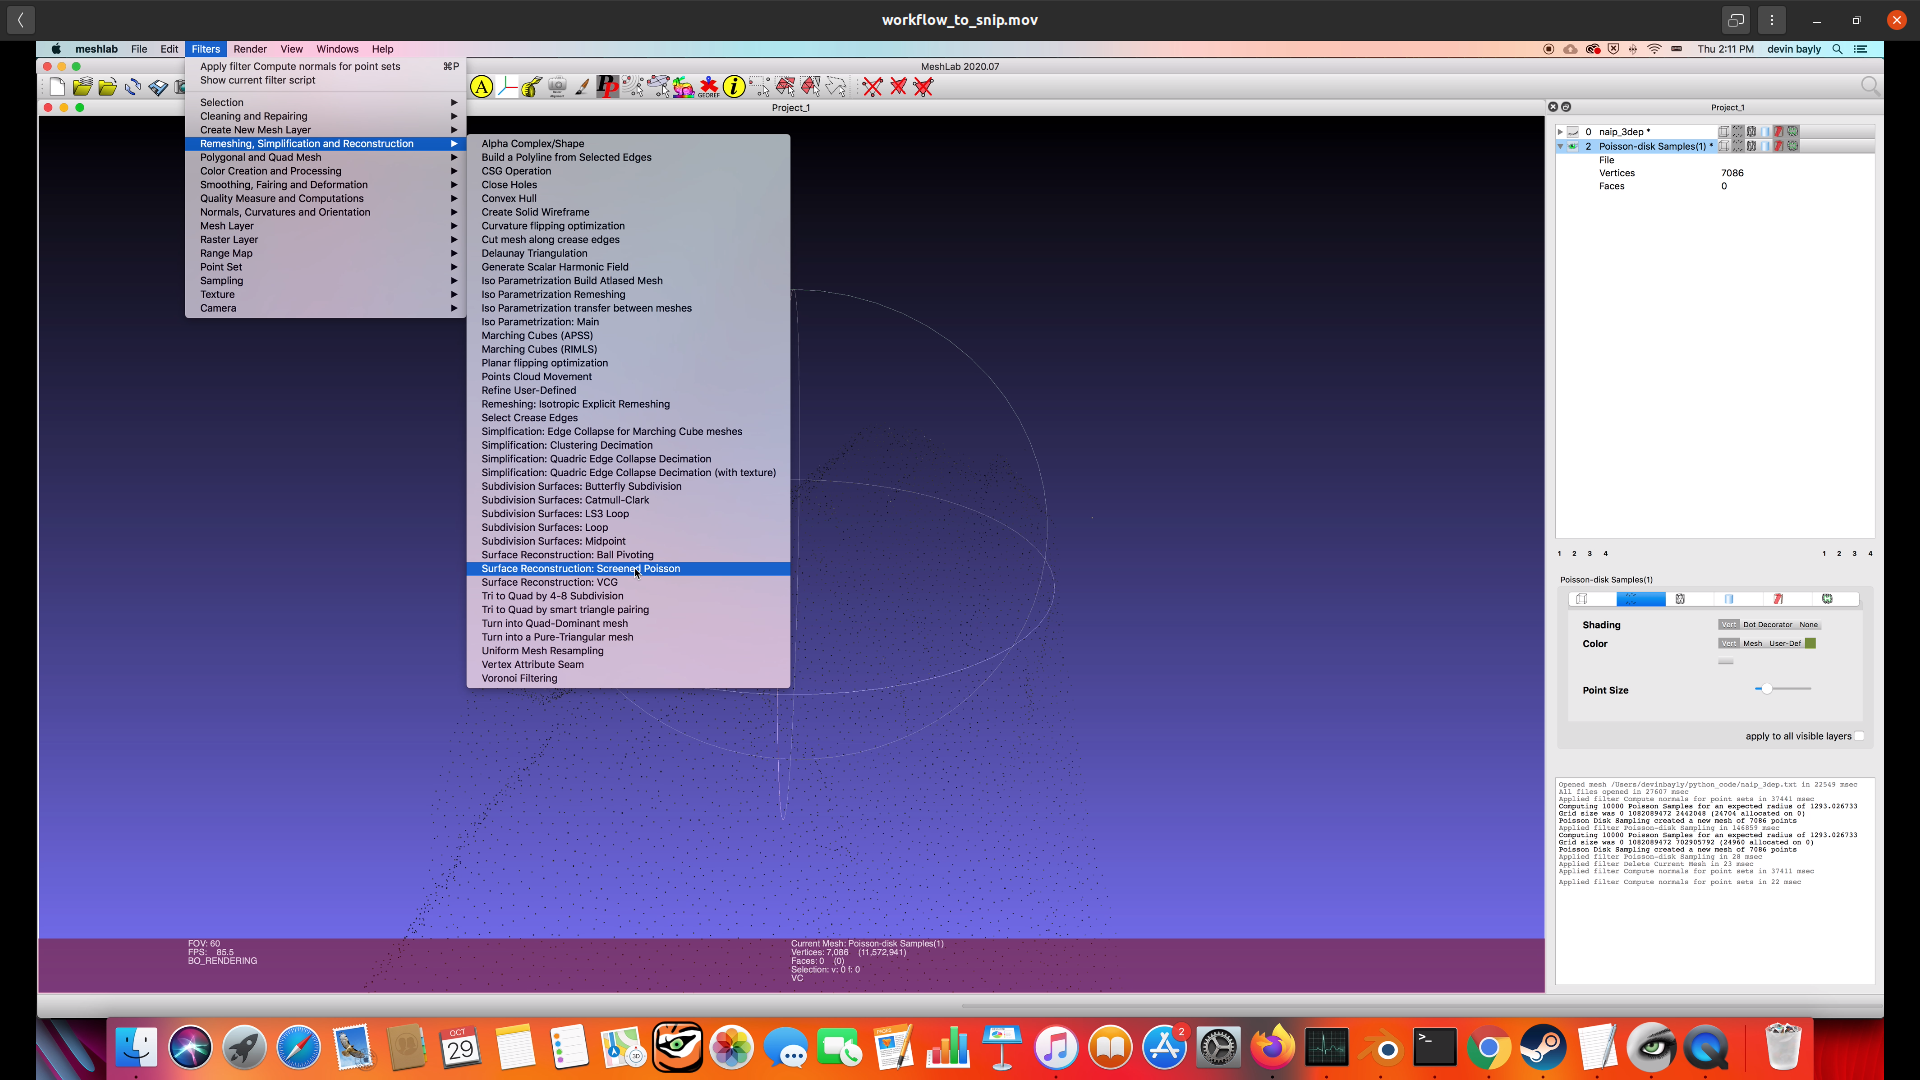 workflow_to_snip.mov
meshlab File Edit Filters Render View Windows Help
Thu 2:11 PM devin bayly
MeshLab 2020.07
Apply filter Compute normals for point sets ⌘P
Show current filter script
Selection
Cleaning and Repairing
Create New Mesh Layer
Remeshing, Simplification and Reconstruction
Polygonal and Quad Mesh
Color Creation and Processing
Smoothing, Fairing and Deformation
Quality Measure and Computations
Normals, Curvatures and Orientation
Mesh Layer
Raster Layer
Range Map
Point Set
Sampling
Texture
Camera
Alpha Complex/Shape
Build a Polyline from Selected Edges
CSG Operation
Close Holes
Convex Hull
Create Solid Wireframe
Curvature flipping optimization
Cut mesh along crease edges
Delaunay Triangulation
Generate Scalar Harmonic Field
Iso Parametrization Build Atlased Mesh
Iso Parametrization Remeshing
Iso Parametrization transfer between meshes
Iso Parametrization: Main
Marching Cubes (APSS)
Marching Cubes (RIMLS)
Planar flipping optimization
Points Cloud Movement
Refine User-Defined
Remeshing: Isotropic Explicit Remeshing
Select Crease Edges
Simplification: Edge Collapse for Marching Cube meshes
Simplification: Clustering Decimation
Simplification: Quadric Edge Collapse Decimation
Simplification: Quadric Edge Collapse Decimation (with texture)
Subdivision Surfaces: Butterfly Subdivision
Subdivision Surfaces: Catmull-Clark
Subdivision Surfaces: LS3 Loop
Subdivision Surfaces: Loop
Subdivision Surfaces: Midpoint
Surface Reconstruction: Ball Pivoting
Surface Reconstruction: Screened Poisson
Surface Reconstruction: VCG
Tri to Quad by 4-8 Subdivision
Tri to Quad by smart triangle pairing
Turn into Quad-Dominant mesh
Turn into a Pure-Triangular mesh
Uniform Mesh Resampling
Vertex Attribute Seam
Voronoi Filtering
A
GEOREF
Project_1
Project_1
0 naip_3dep *
2 Poisson-disk Samples(1) *
File
Vertices 7086
Faces 0
1 2 3 4 1 2 3 4
Poisson-disk Samples(1)
Shading Vert Dot Decorator None
Color Vert Mesh User-Def
Point Size
apply to all visible layers
Opened mesh /Users/devinbayly/python_code/naip_3dep.txt in 22549 msec
All files opened in 27607 msec
Applied filter Compute normals for point sets in 37441 msec
Computing 10000 Poisson Samples for an expected radius of 1293.026733
Grid size was 0 1082089472 2442048 (24704 allocated on 0)
Poisson Disk Sampling created a new mesh of 7086 points
Applied filter Poisson-disk Sampling in 146859 msec
Computing 10000 Poisson Samples for an expected radius of 1293.026733
Grid size was 0 1082089472 702905792 (24960 allocated on 0)
Poisson Disk Sampling created a new mesh of 7086 points
Applied filter Poisson-disk Sampling in 28 msec
Applied filter Delete Current Mesh in 23 msec
Applied filter Compute normals for point sets in 37411 msec
Applied filter Compute normals for point sets in 22 msec
FOV: 60
FPS: 85.5
BO_RENDERING
Current Mesh: Poisson-disk Samples(1)
Vertices: 7,086 (11,572,941)
Faces: 0 (0)
Selection: v: 0 f: 0
VC
OCT
29
3D
2